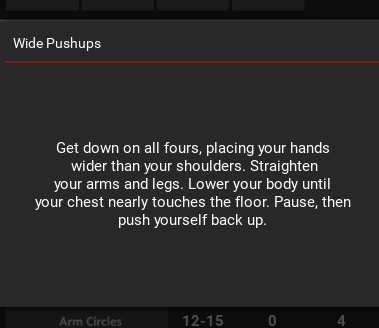 Wide Pushups
Get down on all fours, placing your hands
wider than your shoulders. Straighten
your arms and legs. Lower your body until
your chest nearly touches the floor. Pause, then
push yourself back up.
Arm Circles 12-15 0 4